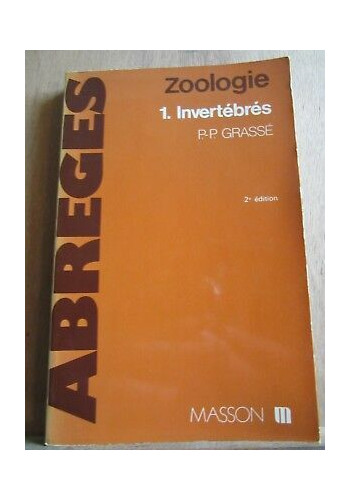 ABREGES
Zoologie
1. Invertébrés
P.-P. GRASSÉ
2e édition
MASSON m